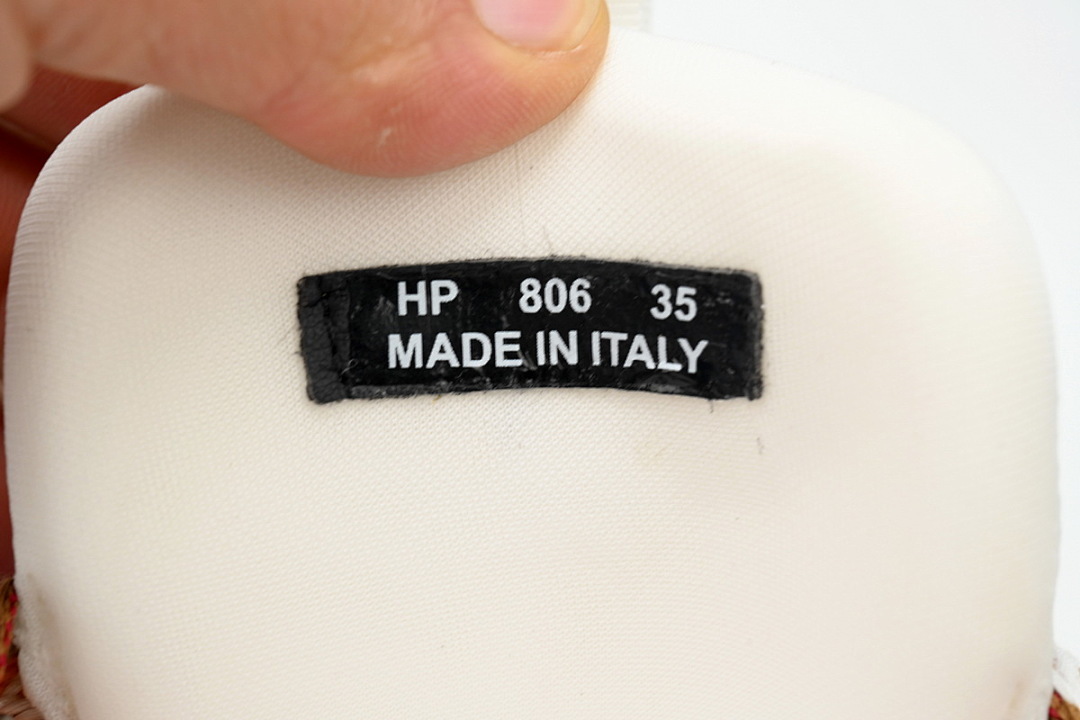 HP 806 35
MADE IN ITALY